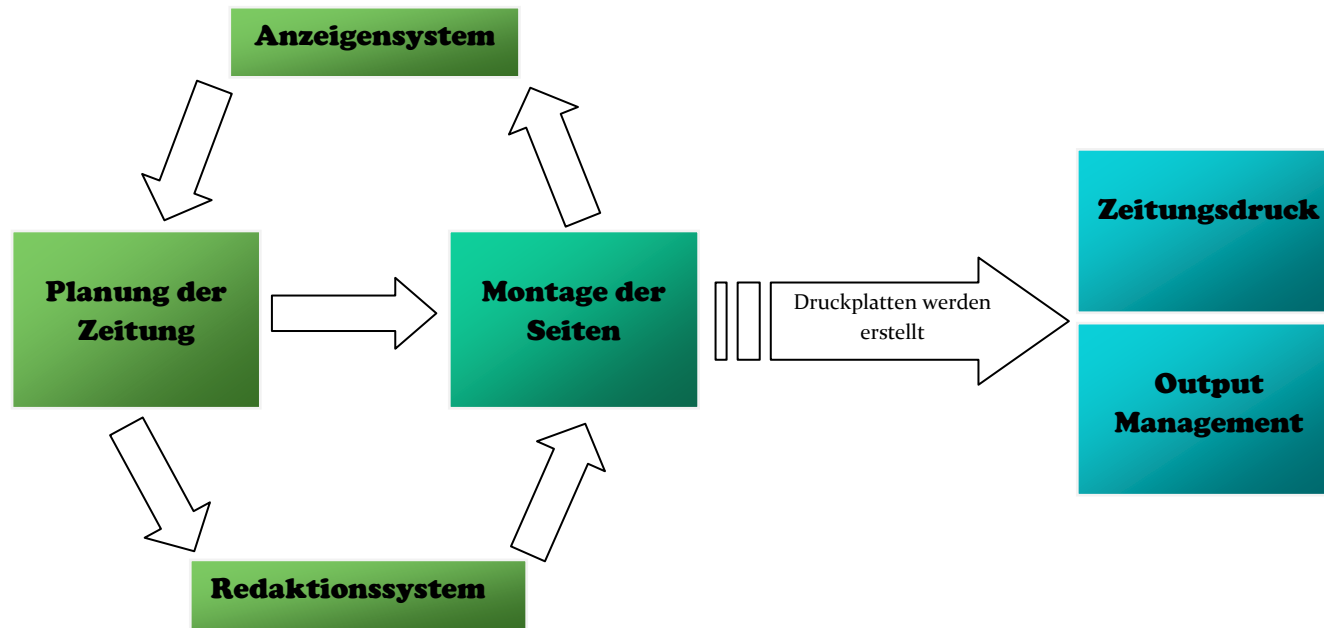 Anzeigensystem
Planung der
Zeitung
Montage der
Seiten
Druckplatten werden
erstellt
Zeitungsdruck
Output
Management
Redaktionssystem